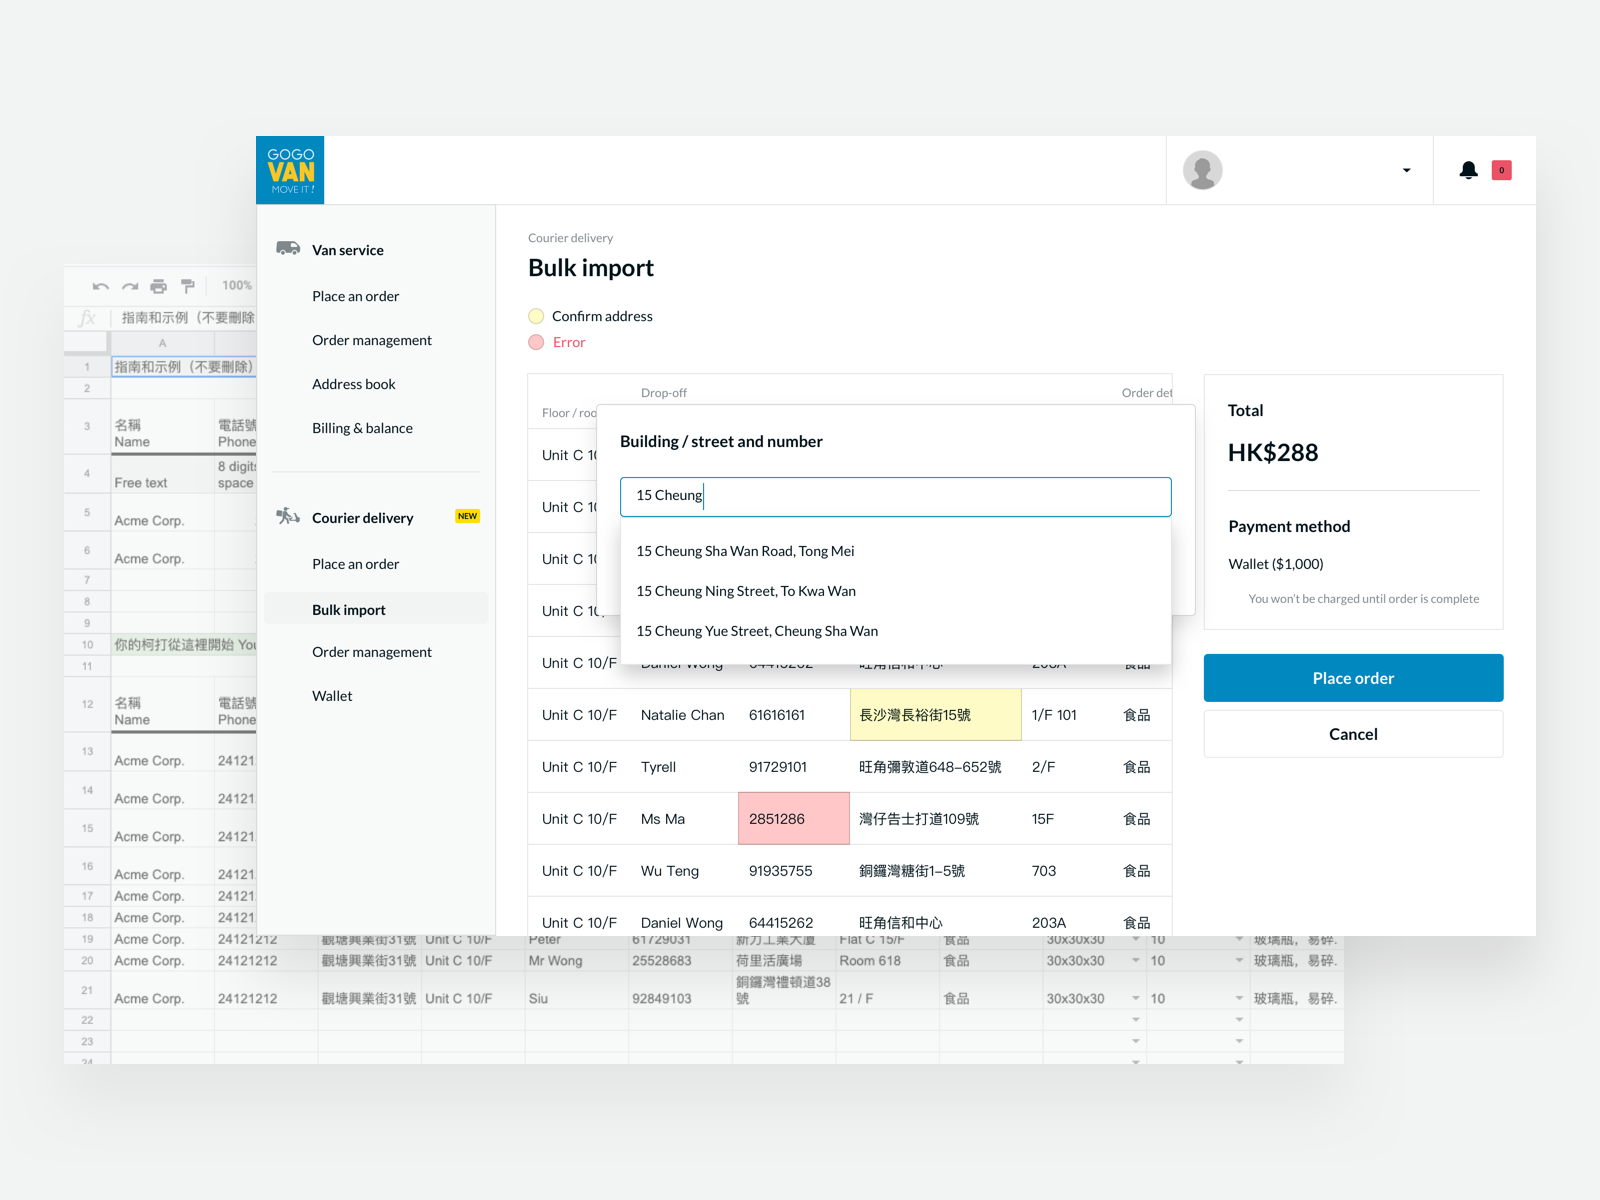 GOGO
VAN
MOVE IT!
0
Van service
Place an order
Order management
Address book
Billing & balance
Courier delivery NEW
Place an order
Bulk import
Order management
Wallet
Courier delivery
Bulk import
Confirm address
Error
Drop-off
Floor /
Unit C
Unit C
Unit C
Unit C
Building / street and number
15 Cheung
15 Cheung Sha Wan Road, Tong Mei
15 Cheung Ning Street, To Kwa Wan
15 Cheung Yue Street, Cheung Sha Wan
Unit C 10/F Daniel Wong 64415262 旺角信和中心 203A 食品
Unit C 10/F Natalie Chan 61616161 長沙灣長裕街15號 1/F 101 食品
Unit C 10/F Tyrell 91729101 旺角彌敦道648–652號 2/F 食品
Unit C 10/F Ms Ma 2851286 灣仔告士打道109號 15F 食品
Unit C 10/F Wu Teng 91935755 銅鑼灣糖街1–5號 703 食品
Unit C 10/F Daniel Wong 64415262 旺角信和中心 203A 食品
Order
Total
HK$288
Payment method
Wallet ($1,000)
You won't be charged until order is complete
Place order
Cancel
100%
fx 指南和示例（不要刪除
A
1 指南和示例（不要刪除）
2
3 名稱 電話號
Name Phone
4 Free text 8 digits
space
5 Acme Corp.
6 Acme Corp.
7
8
9
10 你的柯打從這裡開始 You
11
12 名稱 電話號
Name Phone
13 Acme Corp. 24121
14 Acme Corp. 24121
15 Acme Corp. 24121
16 Acme Corp. 24121
17 Acme Corp. 24121
18 Acme Corp. 24121
19 Acme Corp. 24121212 觀塘興業街31號 Unit C 10/F Peter 61729031 新力工業大廈 Flat C 15/F 食品 30x30x30 10 玻璃瓶，易碎.
20 Acme Corp. 24121212 觀塘興業街31號 Unit C 10/F Mr Wong 25528683 荷里活廣場 Room 618 食品 30x30x30 10 玻璃瓶，易碎.
21 Acme Corp. 24121212 觀塘興業街31號 Unit C 10/F Siu 92849103 銅鑼灣禮頓道38號 21 / F 食品 30x30x30 10 玻璃瓶，易碎.
22
23
24